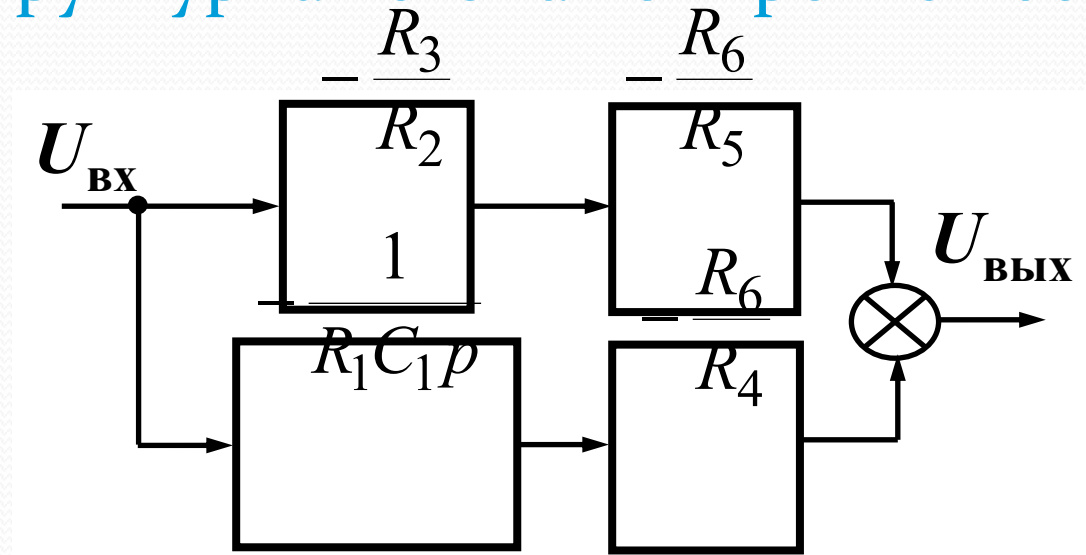 − R₃ / R₂
− R₆ / R₅
Uвх
− 1 / R₁C₁p
− R₆ / R₄
Uвых